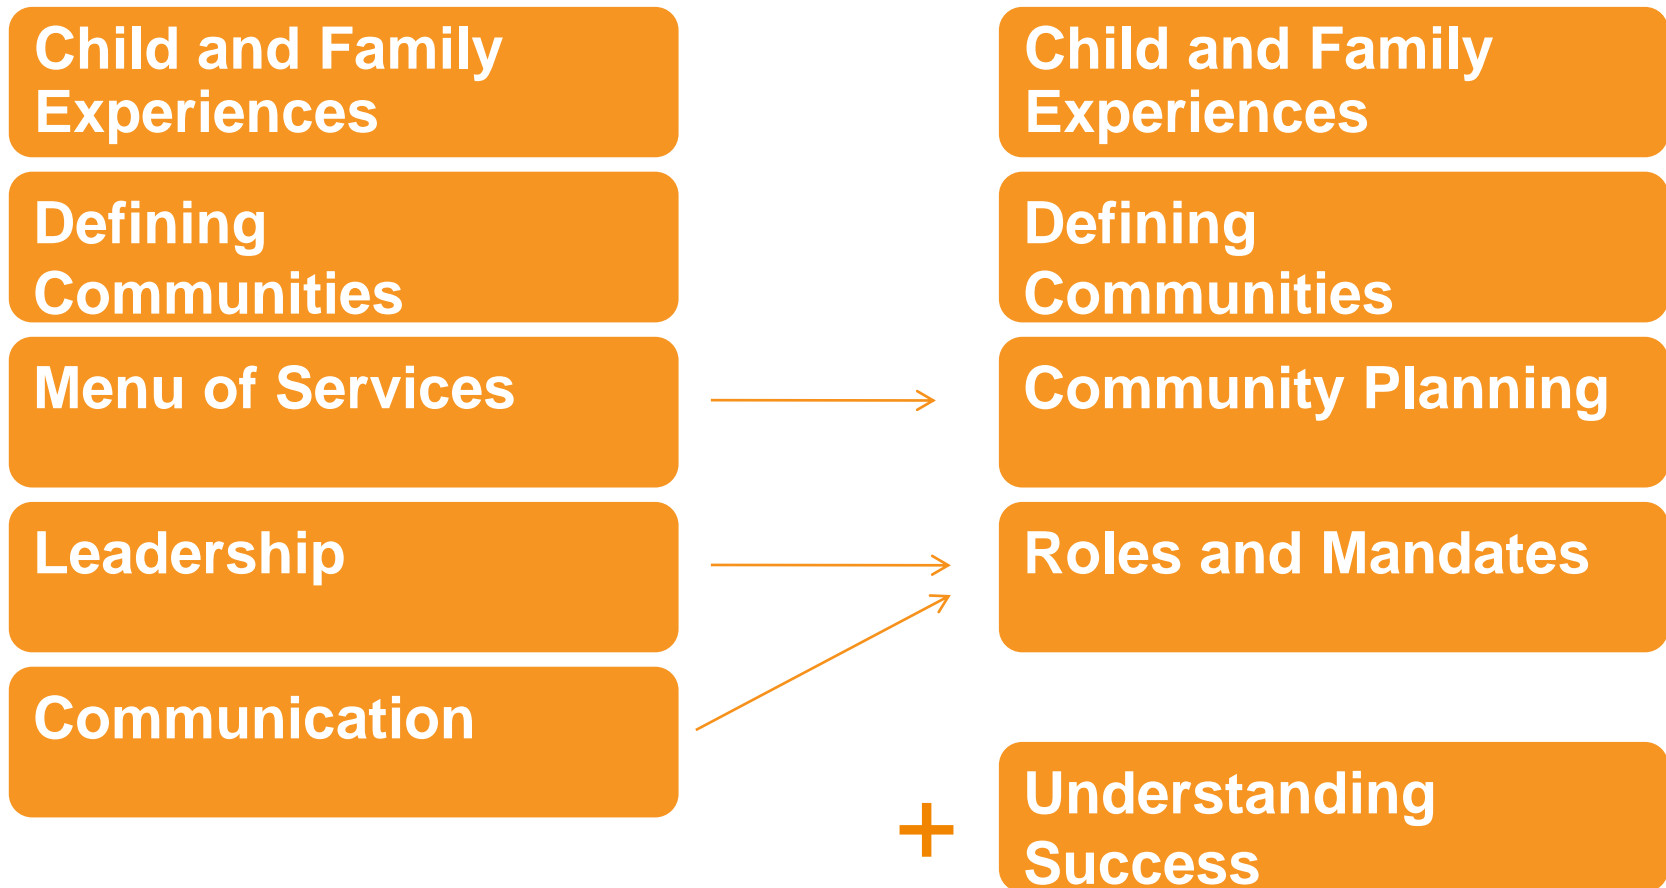 Child and Family
Experiences
Defining
Communities
Menu of Services
Leadership
Communication
Child and Family
Experiences
Defining
Communities
Community Planning
Roles and Mandates
+
Understanding
Success